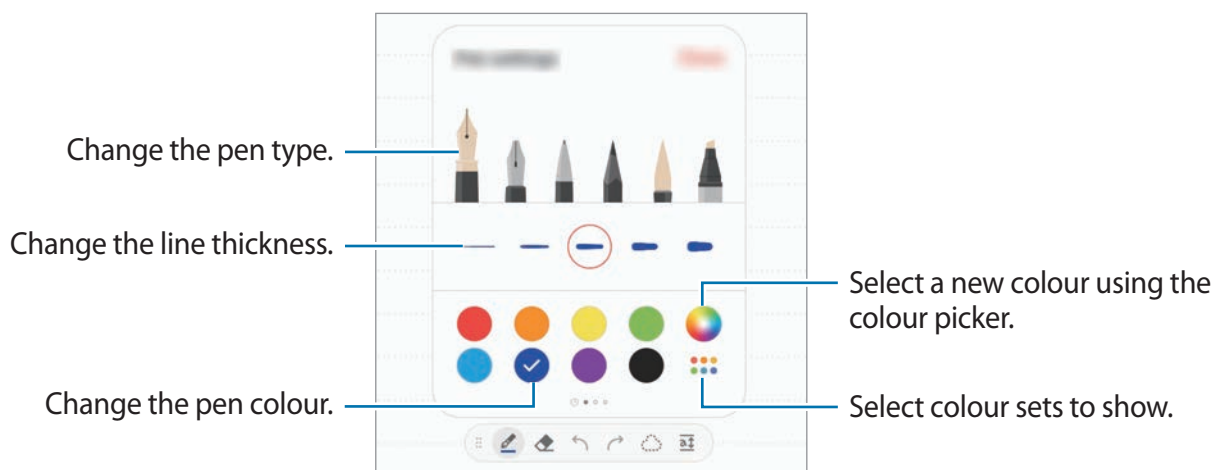 Change the pen type.
Change the line thickness.
Select a new colour using the
colour picker.
Change the pen colour.
Select colour sets to show.